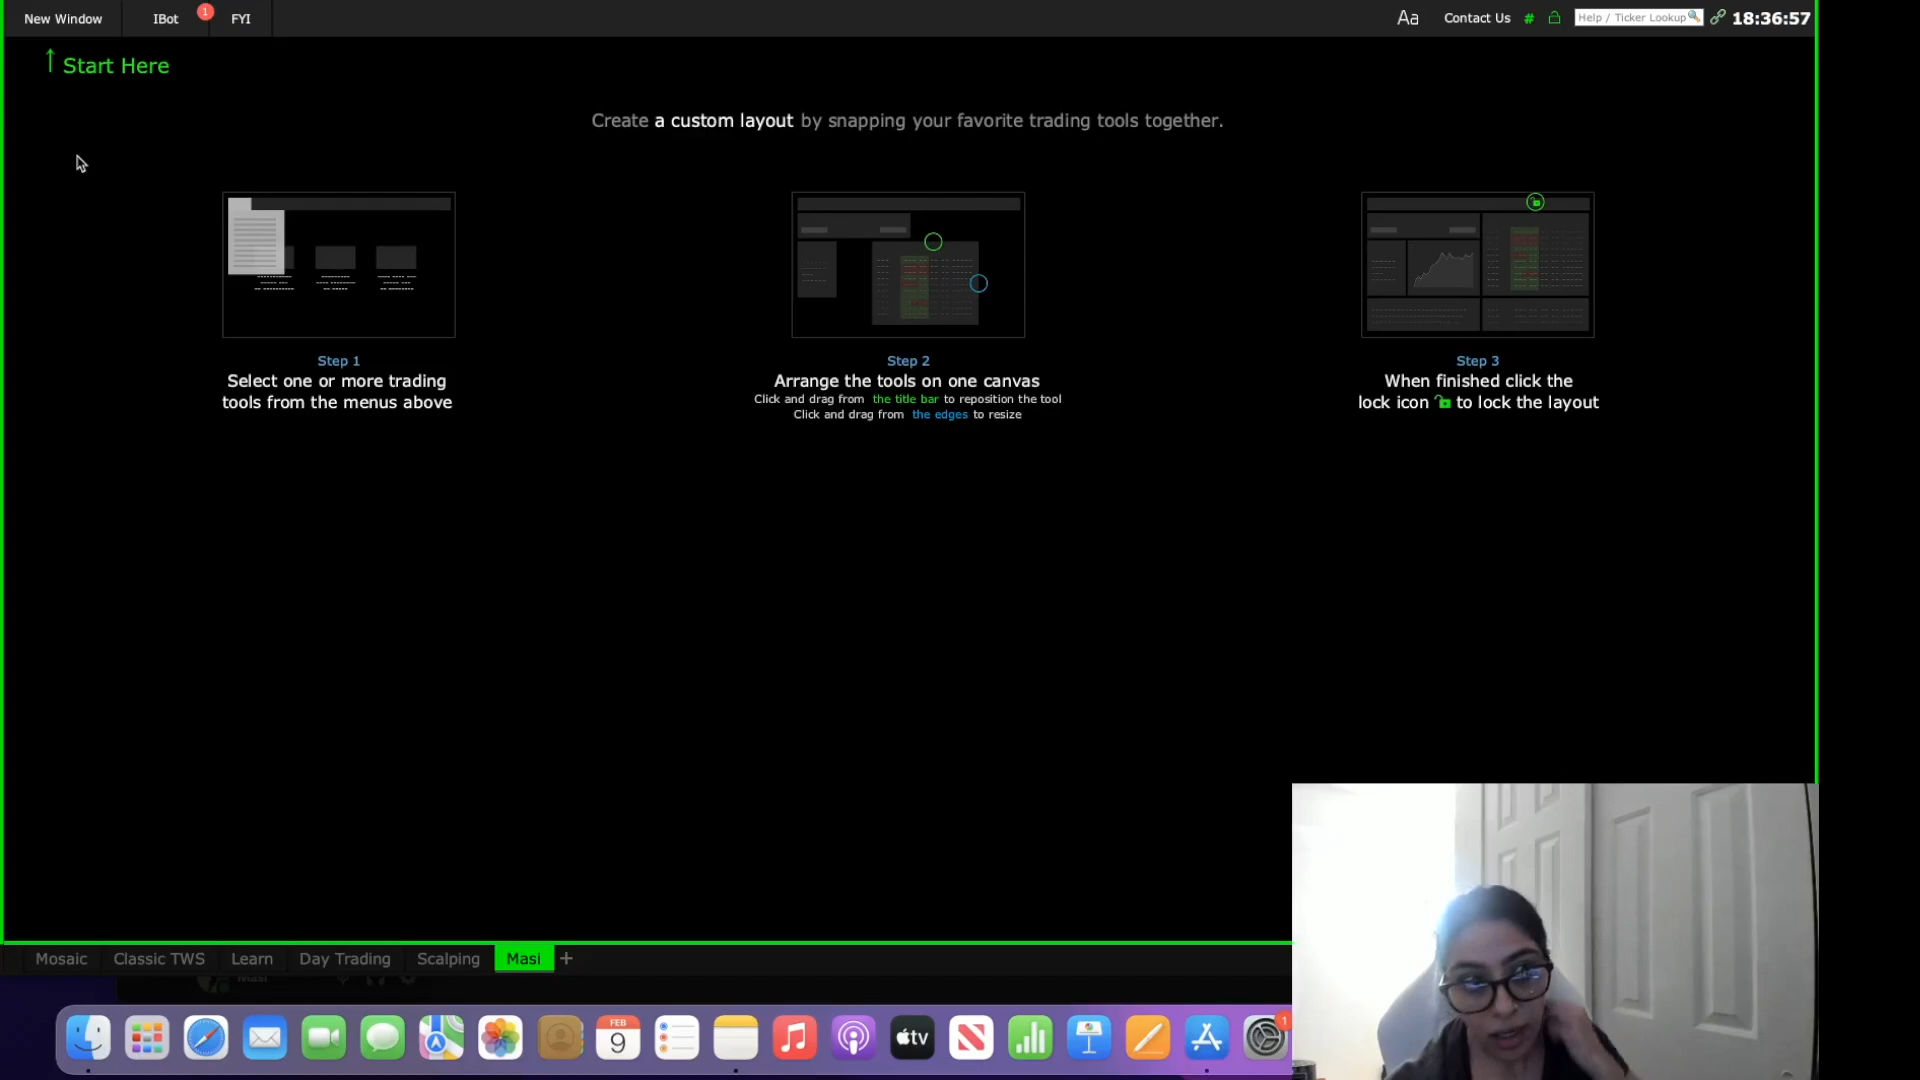 New Window
IBot
1
FYI
Aa
Contact Us
#
Help / Ticker Lookup
18:36:57
↑ Start Here
Create a custom layout by snapping your favorite trading tools together.
Step 1
Select one or more trading
tools from the menus above
Step 2
Arrange the tools on one canvas
Click and drag from the title bar to reposition the tool
Click and drag from the edges to resize
Step 3
When finished click the
lock icon to lock the layout
Mosaic
Classic TWS
Learn
Day Trading
Scalping
Masi
+
Masi
FEB
9
tv
1